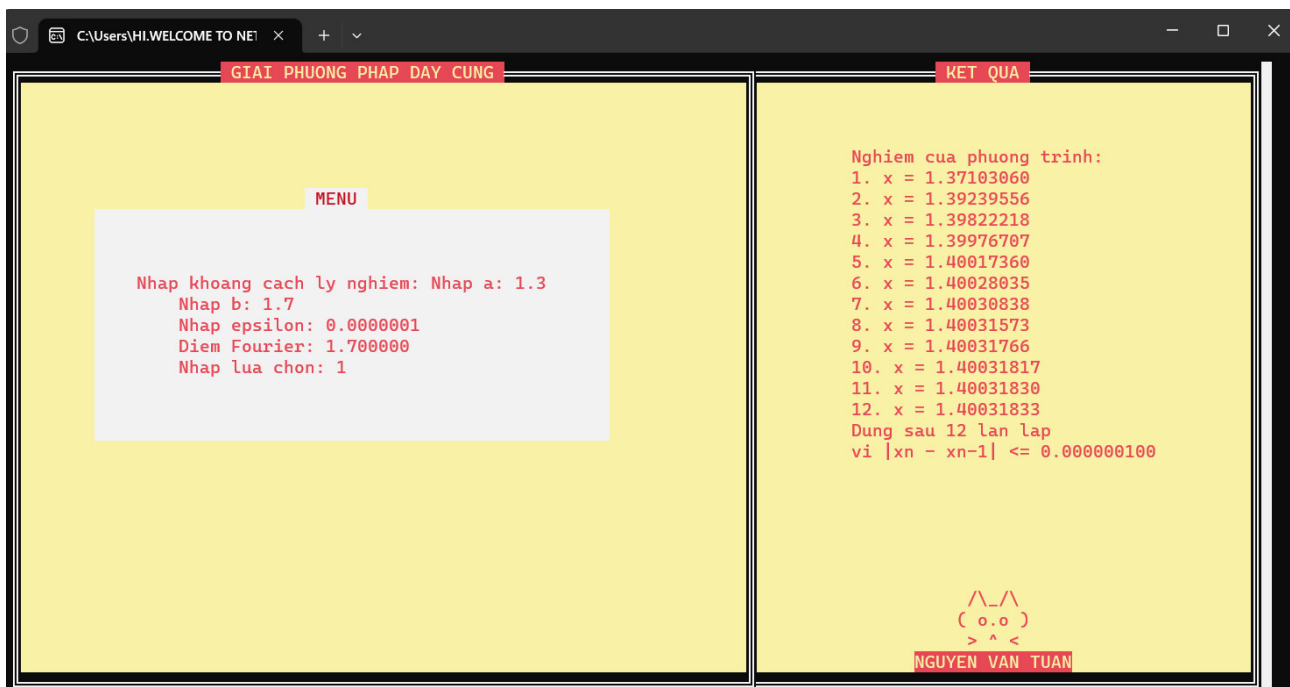 C:\Users\HI.WELCOME TO NET
GIAI PHUONG PHAP DAY CUNG
MENU
Nhap khoang cach ly nghiem: Nhap a: 1.3
Nhap b: 1.7
Nhap epsilon: 0.0000001
Diem Fourier: 1.700000
Nhap lua chon: 1
KET QUA
Nghiem cua phuong trinh:
1. x = 1.37103060
2. x = 1.39239556
3. x = 1.39822218
4. x = 1.39976707
5. x = 1.40017360
6. x = 1.40028035
7. x = 1.40030838
8. x = 1.40031573
9. x = 1.40031766
10. x = 1.40031817
11. x = 1.40031830
12. x = 1.40031833
Dung sau 12 lan lap
vi |xn - xn-1| <= 0.000000100
/\_/\
( o.o )
> ^ <
NGUYEN VAN TUAN